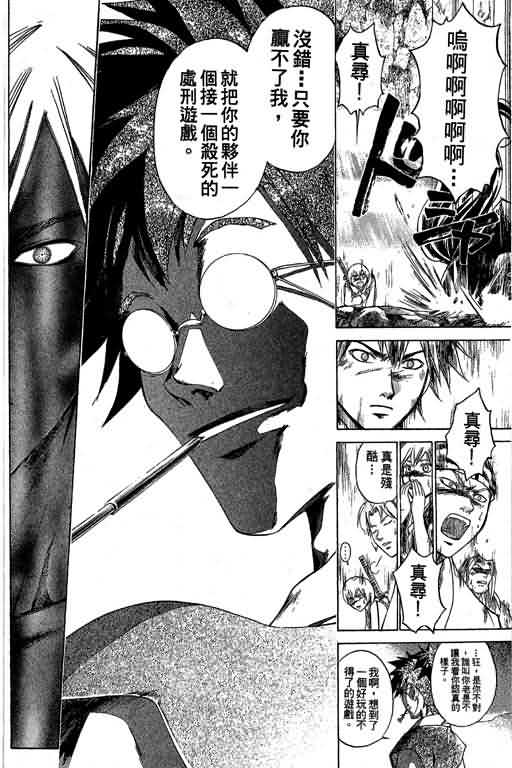 嗚啊啊啊啊啊…
真尋！
ド
シャ
真尋！
真是殘
酷…
真尋！
…狂，是你不對
，誰叫你老是不
讓我看你認真的
樣子。
我啊，想到了
一個好玩的不
得了的遊戲。
沒錯…只要你
贏不了我，
就把你的夥伴一
個接一個殺死的
處刑遊戲。